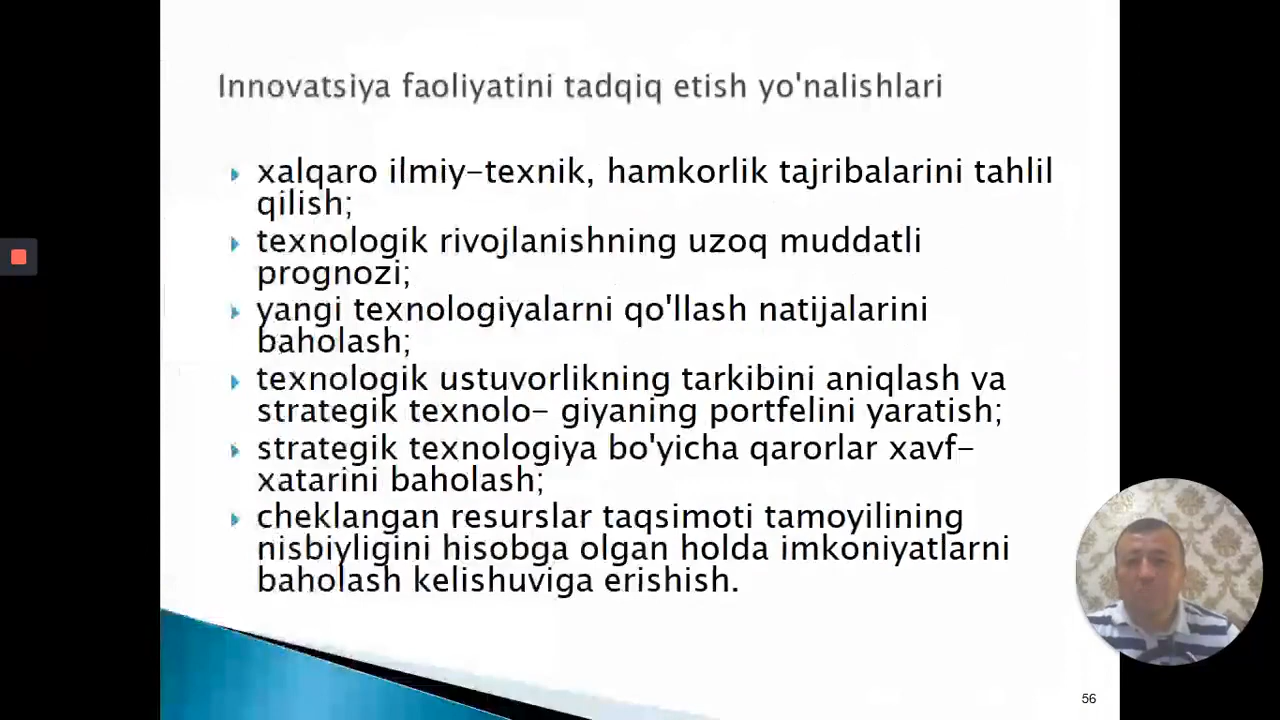 Innovatsiya faoliyatini tadqiq etish yo'nalishlari
xalqaro ilmiy-texnik, hamkorlik tajribalarini tahlil
qilish;
texnologik rivojlanishning uzoq muddatli
prognozi;
yangi texnologiyalarni qo'llash natijalarini
baholash;
texnologik ustuvorlikning tarkibini aniqlash va
strategik texnolo- giyaning portfelini yaratish;
strategik texnologiya bo'yicha qarorlar xavf-
xatarini baholash;
cheklangan resurslar taqsimoti tamoyilining
nisbiyligini hisobga olgan holda imkoniyatlarni
baholash kelishuviga erishish.
56